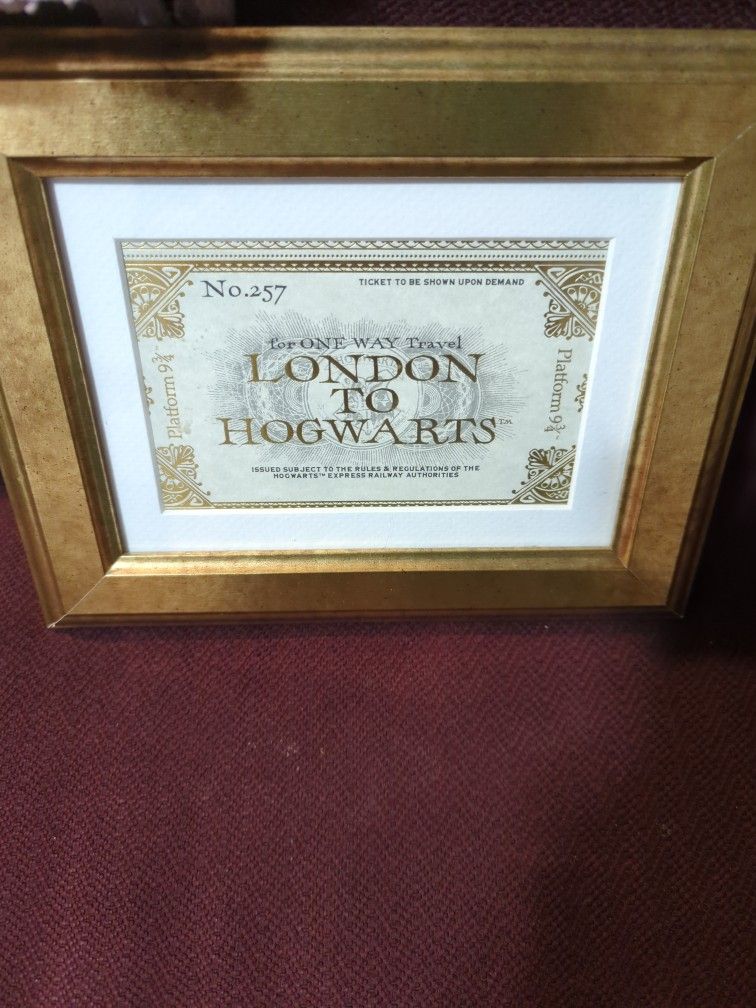 No.257
TICKET TO BE SHOWN UPON DEMAND
for ONE WAY Travel
LONDON
TO
HOGWARTS™
Platform 9¾
Platform 9¾
ISSUED SUBJECT TO THE RULES & REGULATIONS OF THE
HOGWARTS™ EXPRESS RAILWAY AUTHORITIES